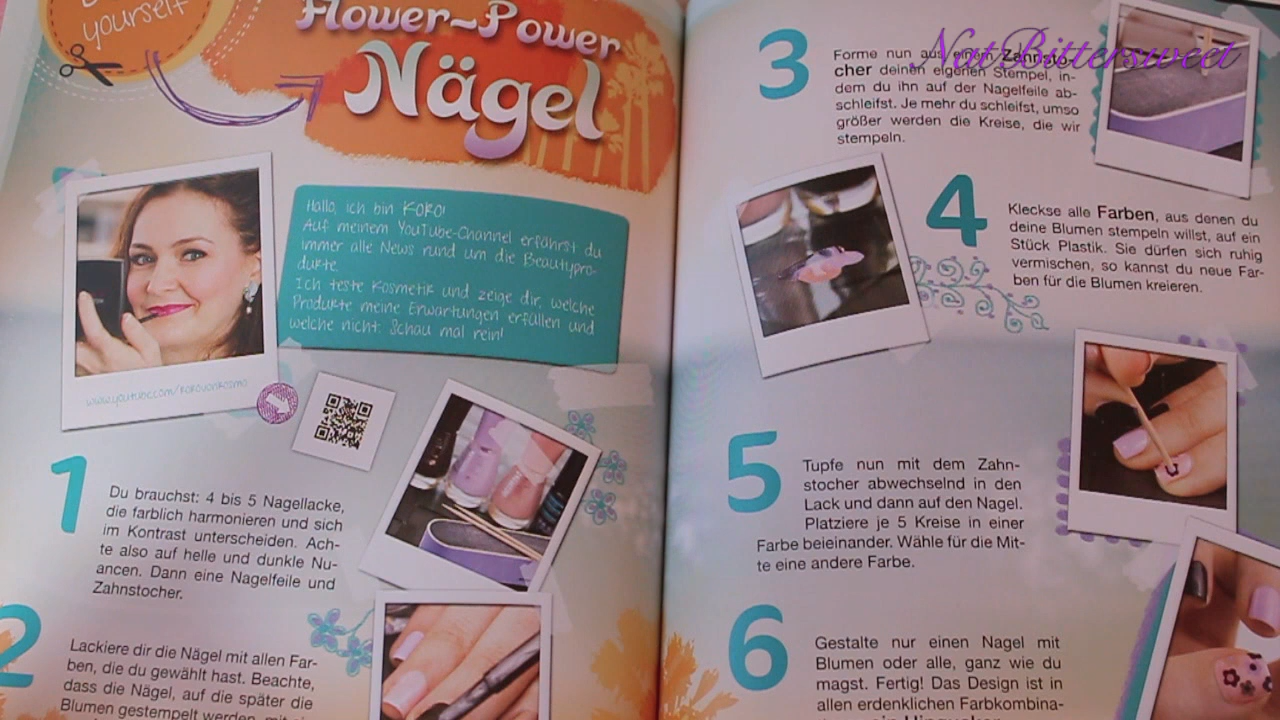 yourself
Flower-Power
Nägel
Hallo, ich bin KORO!
Auf meinem YouTube-Channel erfährst du
immer alle News rund um die Beautypro-
dukte.
Ich teste Kosmetik und zeige dir, welche
Produkte meine Erwartungen erfüllen und
welche nicht. Schau mal rein!
www.youtube.com/korovonkosmo
1
Du brauchst: 4 bis 5 Nagellacke,
die farblich harmonieren und sich
im Kontrast unterscheiden. Ach-
te also auf helle und dunkle Nu-
ancen. Dann eine Nagelfeile und
Zahnstocher.
2
Lackiere dir die Nägel mit allen Far-
ben, die du gewählt hast. Beachte,
dass die Nägel, auf die später die
Blumen gestempelt werden, mit
NatBittersweet
3
Forme nun aus
cher deinen eigenen Stempel, in-
dem du ihn auf der Nagelfeile ab-
schleifst. Je mehr du schleifst, umso
größer werden die Kreise, die wir
stempeln.
4
Kleckse alle Farben, aus denen du
deine Blumen stempeln willst, auf ein
Stück Plastik. Sie dürfen sich ruhig
vermischen, so kannst du neue Far-
ben für die Blumen kreieren.
5
Tupfe nun mit dem Zahn-
stocher abwechselnd in den
Lack und dann auf den Nagel.
Platziere je 5 Kreise in einer
Farbe beieinander. Wähle für die Mit-
te eine andere Farbe.
6
Gestalte nur einen Nagel mit
Blumen oder alle, ganz wie du
magst. Fertig! Das Design ist in
allen erdenklichen Farbkombina-